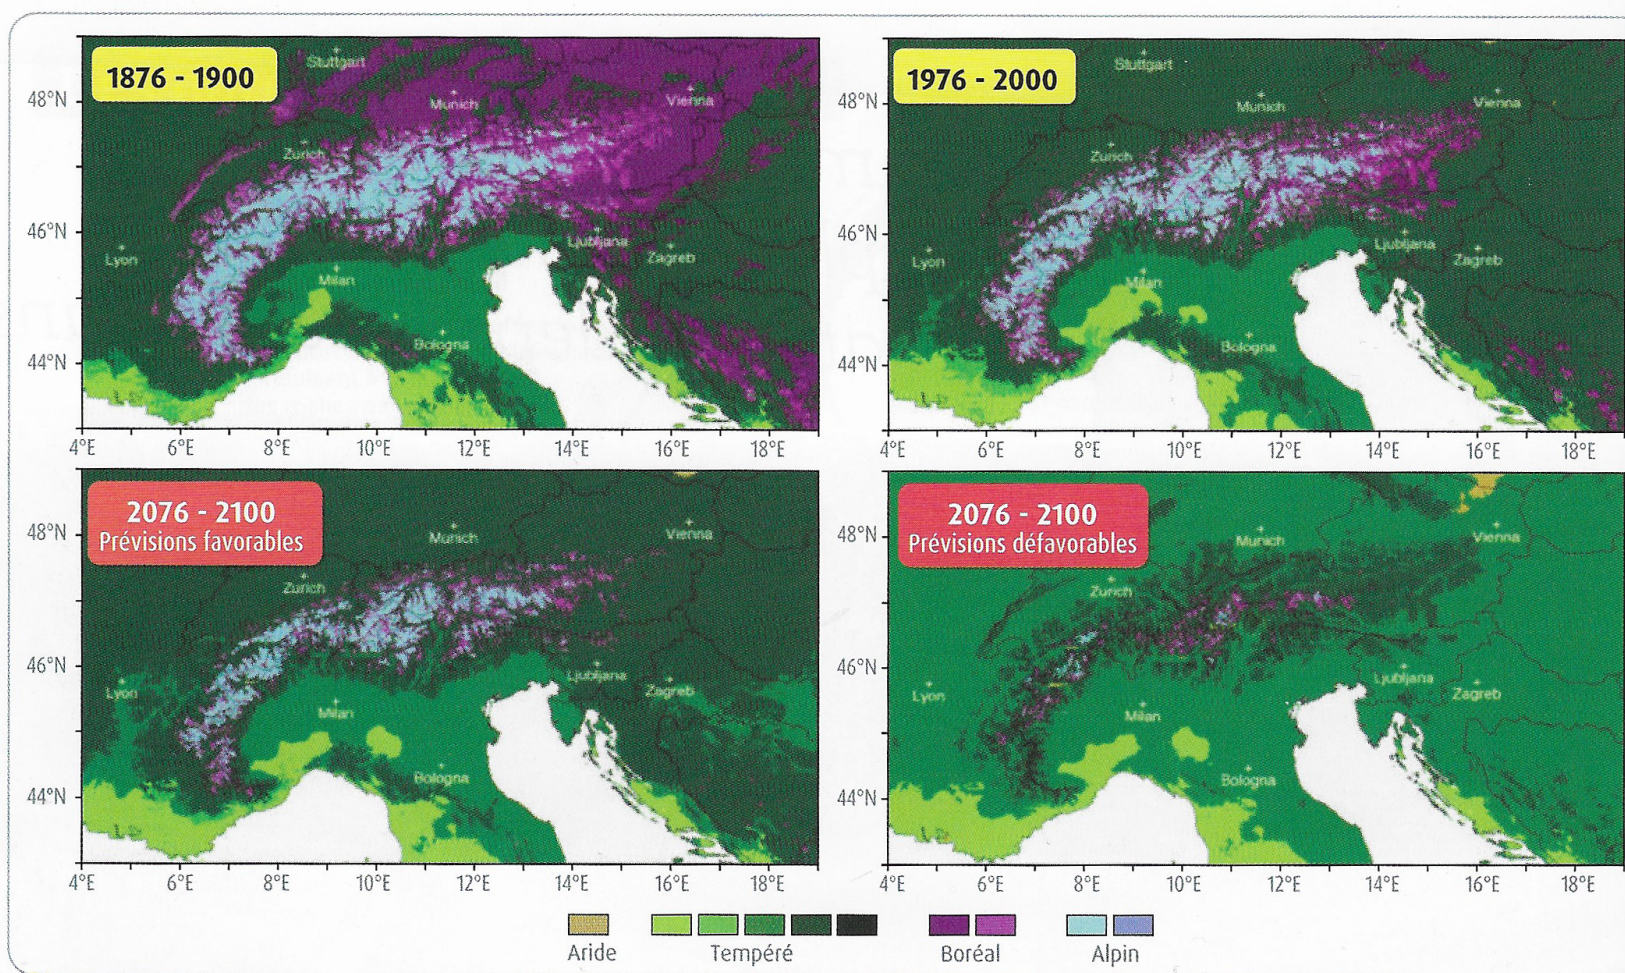 1876 - 1900
Stuttgart
Munich
Vienna
Zurich
Lyon
Ljubljana
Zagreb
Milan
Bologna
48°N
46°N
44°N
4°E 6°E 8°E 10°E 12°E 14°E 16°E 18°E
1976 - 2000
Stuttgart
Munich
Vienna
Zurich
Lyon
Ljubljana
Zagreb
Milan
Bologna
48°N
46°N
44°N
4°E 6°E 8°E 10°E 12°E 14°E 16°E 18°E
2076 - 2100
Prévisions favorables
Munich
Vienna
Zurich
Lyon
Ljubljana
Zagreb
Milan
Bologna
48°N
46°N
44°N
4°E 6°E 8°E 10°E 12°E 14°E 16°E 18°E
2076 - 2100
Prévisions défavorables
Munich
Vienna
Zurich
Lyon
Ljubljana
Zagreb
Milan
Bologna
48°N
46°N
44°N
4°E 6°E 8°E 10°E 12°E 14°E 16°E 18°E
Aride Tempéré Boréal Alpin